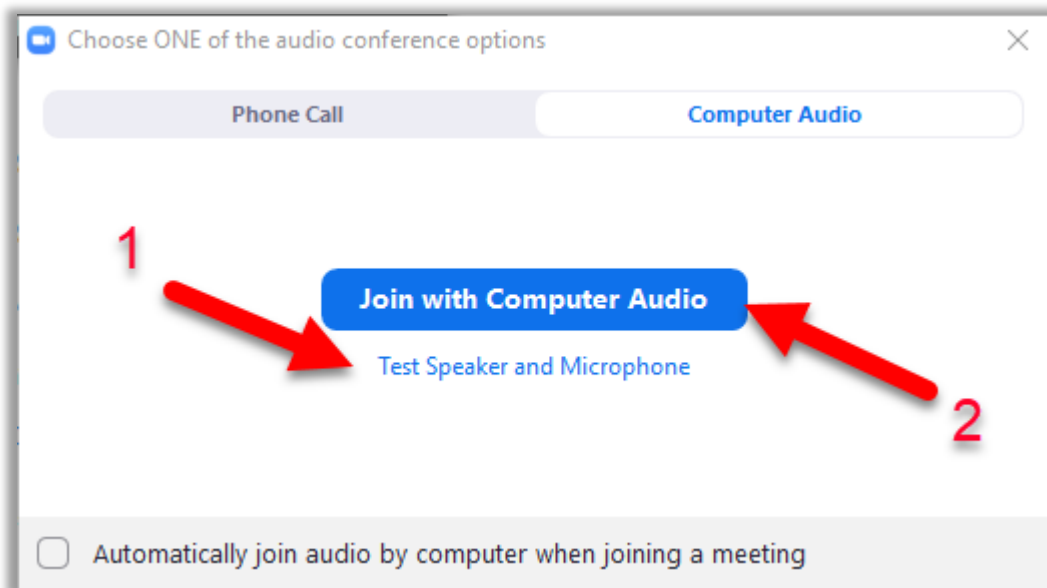 Choose ONE of the audio conference options
Phone Call
Computer Audio
1
Join with Computer Audio
Test Speaker and Microphone
2
Automatically join audio by computer when joining a meeting